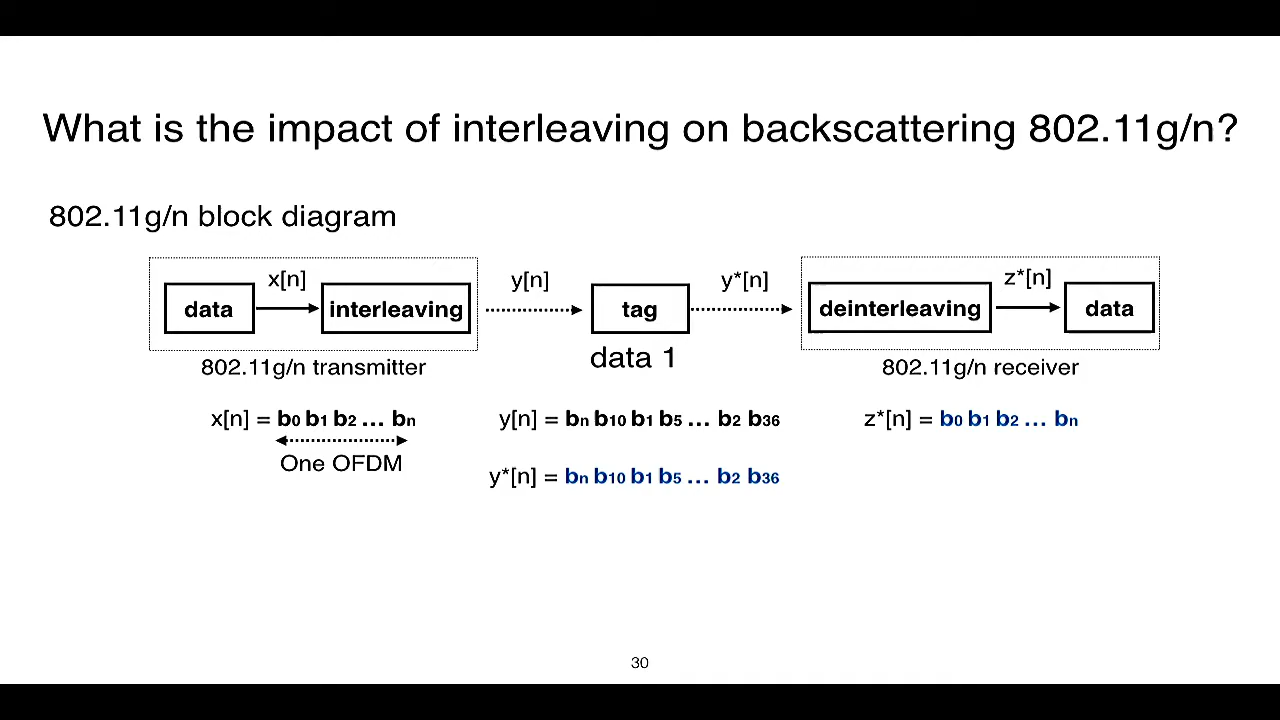 What is the impact of interleaving on backscattering 802.11g/n?
802.11g/n block diagram
x[n] y[n] y*[n] z*[n]
data interleaving tag deinterleaving data
data 1
802.11g/n transmitter 802.11g/n receiver
x[n] = b0 b1 b2 … bn y[n] = bn b10 b1 b5 … b2 b36 z*[n] = b0 b1 b2 … bn
One OFDM
y*[n] = bn b10 b1 b5 … b2 b36
30